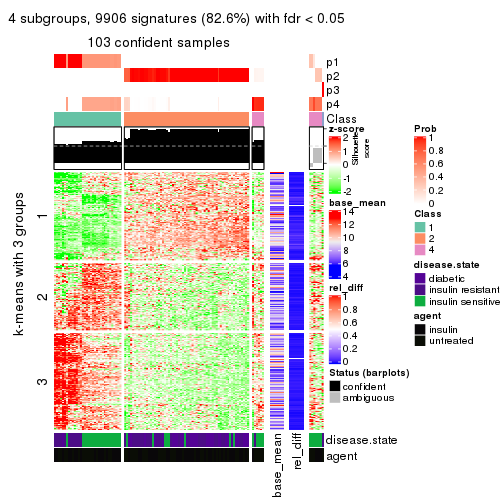 4 subgroups, 9906 signatures (82.6%) with fdr < 0.05
103 confident samples
p1
p2
p3
p4
Class
Silhouette
score
k-means with 3 groups
1
2
3
disease.state
agent
base_mean
rel_diff
z-score
2
1
0
-1
-2
base_mean
14
12
10
8
6
4
rel_diff
1
0.8
0.6
0.4
0.2
0
Status (barplots)
confident
ambiguous
Prob
1
0.8
0.6
0.4
0.2
0
Class
1
2
4
disease.state
diabetic
insulin resistant
insulin sensitive
agent
insulin
untreated